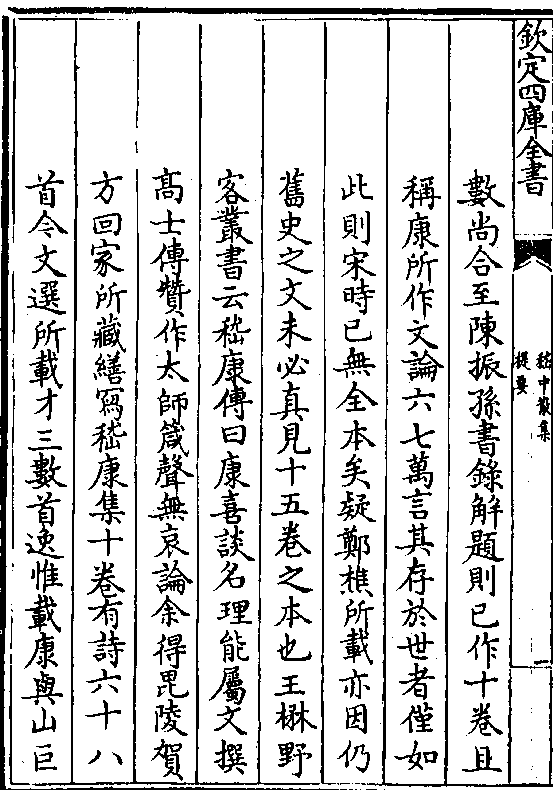 欽定四庫全書
嵇中散集
提要
一
數尚合至陳振孫書錄解題則已作十卷且
稱康所作文論六七萬言其存於世者僅如
此則宋時已無全本矣疑鄭樵所載亦因仍
舊史之文未必真見十五卷之本也王楙野
客叢書云嵇康傳曰康喜談名理能屬文撰
髙士傳贊作太師箴聲無哀論余得毘陵賀
方回家所藏繕寫嵇康集十卷有詩六十八
首今文選所載才三數首逸惟載康與山巨